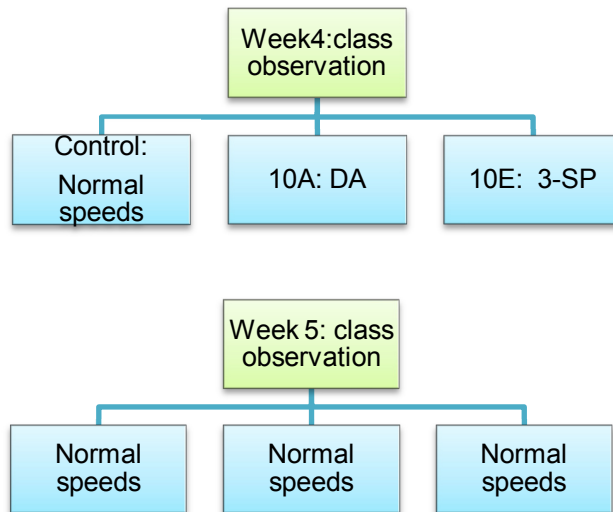 Week4:class
observation
Control:
Normal
speeds
10A: DA
10E: 3-SP
Week 5: class
observation
Normal
speeds
Normal
speeds
Normal
speeds